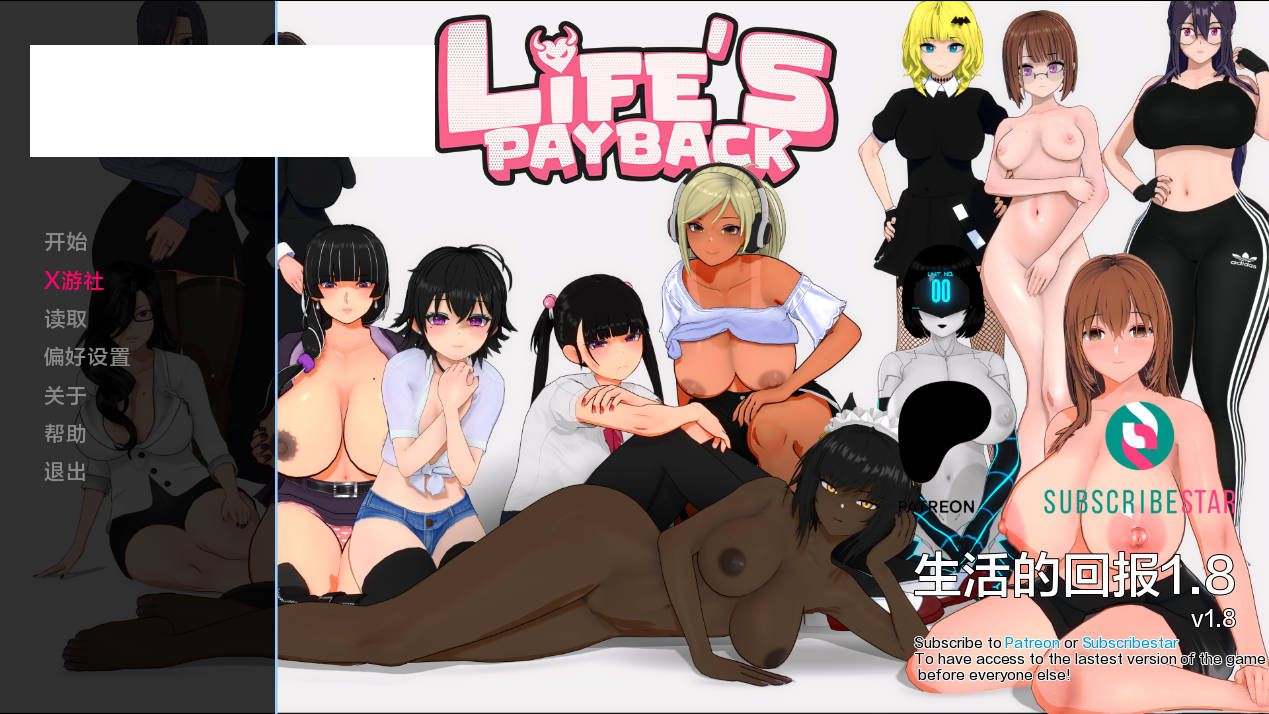 LIFE'S
PAYBACK
开始
X游社
读取
偏好设置
关于
帮助
退出
UNIT NO.
00
adidas
PATREON
SUBSCRIBESTAR
生活的回报1.8
v1.8
Subscribe to Patreon or Subscribestar
To have access to the lastest version of the game
before everyone else!